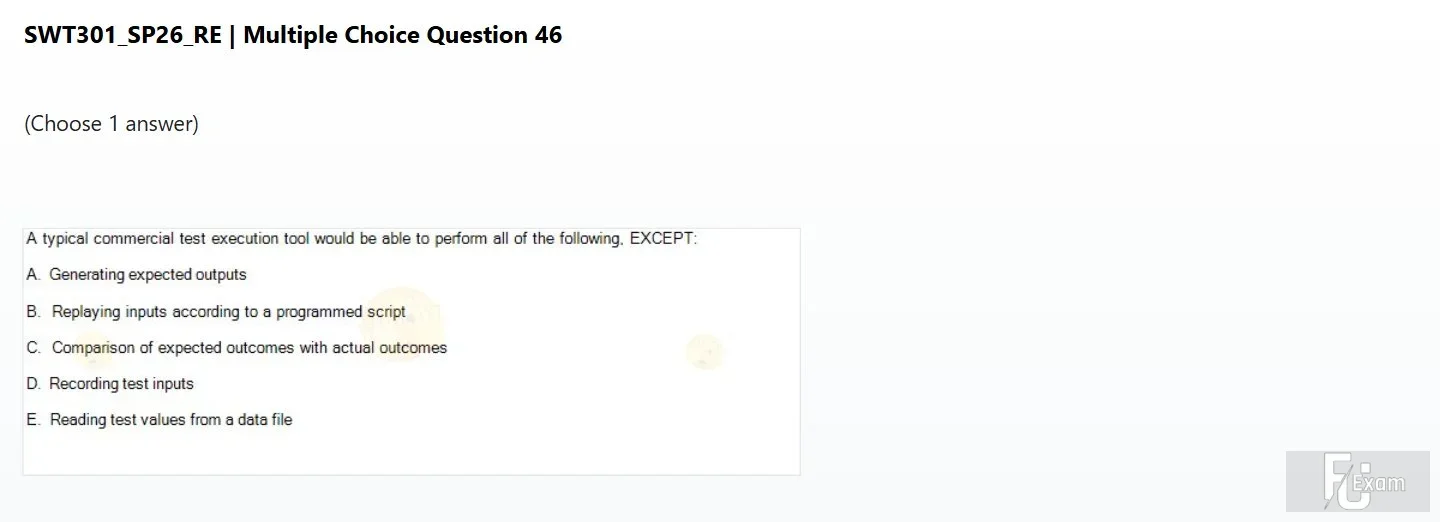 SWT301_SP26_RE | Multiple Choice Question 46
(Choose 1 answer)
A typical commercial test execution tool would be able to perform all of the following, EXCEPT:
A. Generating expected outputs
B. Replaying inputs according to a programmed script
C. Comparison of expected outcomes with actual outcomes
D. Recording test inputs
E. Reading test values from a data file
FU Exam